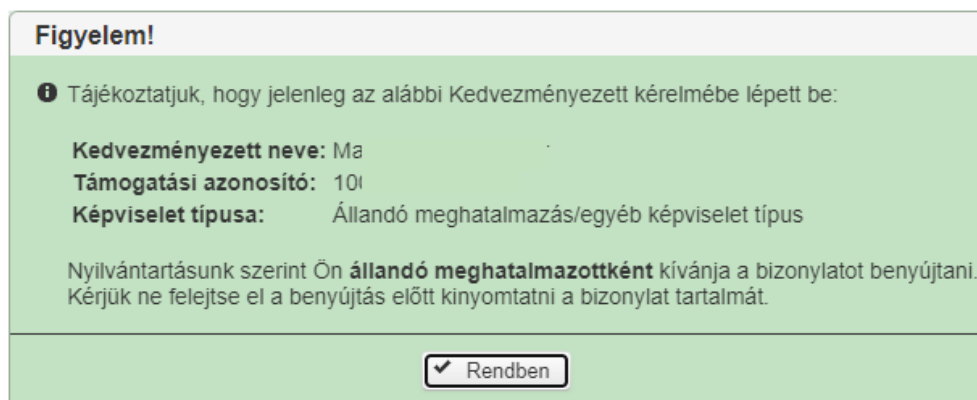 Figyelem!
Tájékoztatjuk, hogy jelenleg az alábbi Kedvezményezett kérelmébe lépett be:
Kedvezményezett neve: Ma
Támogatási azonosító: 10
Képviselet típusa: Állandó meghatalmazás/egyéb képviselet típus
Nyilvántartásunk szerint Ön állandó meghatalmazottként kívánja a bizonylatot benyújtani.
Kérjük ne felejtse el a benyújtás előtt kinyomtatni a bizonylat tartalmát.
Rendben